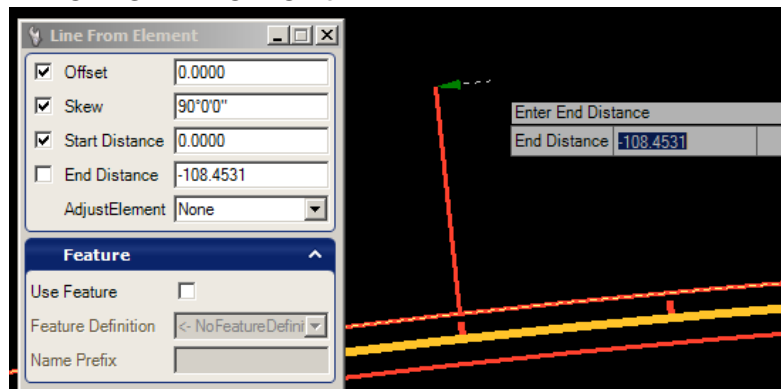 Line From Element
Offset 0.0000
Skew 90°0'0"
Start Distance 0.0000
End Distance -108.4531
AdjustElement None
Feature
Use Feature
Feature Definition <- NoFeatureDefini
Name Prefix
Enter End Distance
End Distance -108.4531